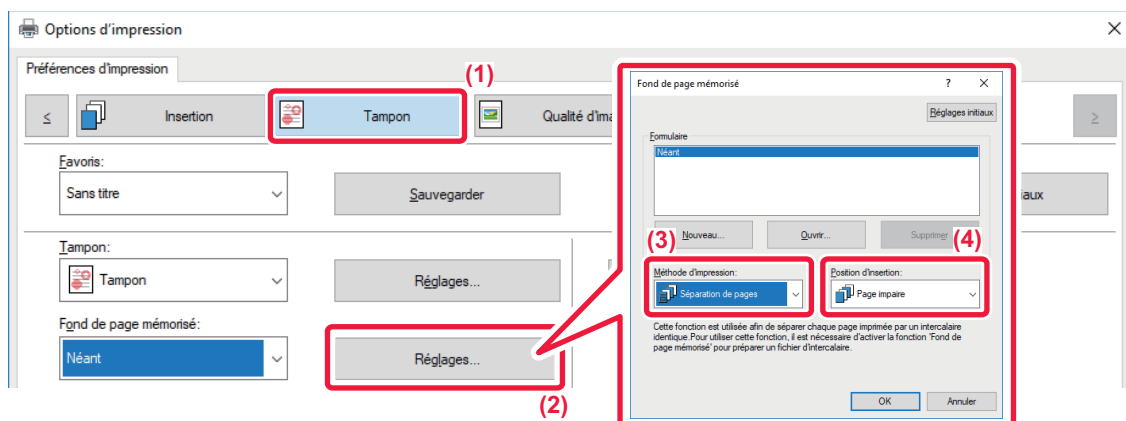 Options d'impression
Préférences d'impression
(1)
<
Insertion
Tampon
Qualité d'ima
>
Favoris:
Sans titre
Sauvegarder
iaux
Tampon:
Tampon
Réglages...
Fond de page mémorisé:
Néant
Réglages...
(2)
Fond de page mémorisé
?
Réglages initiaux
Formulaire
Néant
Nouveau...
Ouvrir...
Supprimer
(3)
(4)
Méthode d'impression:
Séparation de pages
Position d'insertion:
Page impaire
Cette fonction est utilisée afin de séparer chaque page imprimée par un intercalaire
identique.Pour utiliser cette fonction, il est nécessaire d'activer la fonction 'Fond de
page mémorisé' pour préparer un fichier d'intercalaire.
OK
Annuler